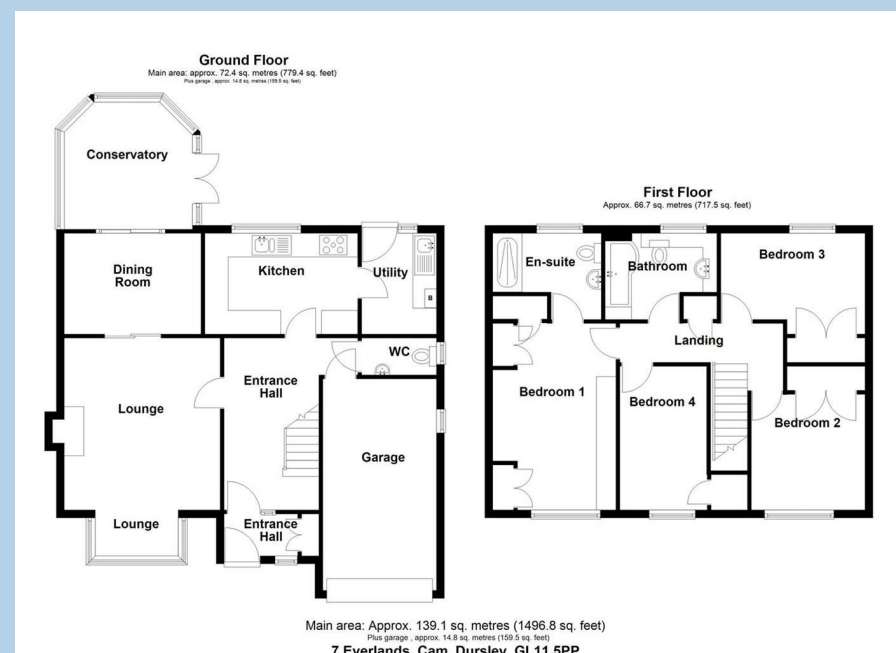 Ground Floor
Main area: approx. 72.4 sq. metres (779.4 sq. feet)
Plus garage , approx. 14.8 sq. metres (159.5 sq. feet)
Conservatory
Dining
Room
Kitchen
Utility
WC
Lounge
Entrance
Hall
Garage
Lounge
Entrance
Hall
First Floor
Approx. 66.7 sq. metres (717.5 sq. feet)
En-suite
Bathroom
Bedroom 3
Landing
Bedroom 1
Bedroom 4
Bedroom 2
Main area: Approx. 139.1 sq. metres (1496.8 sq. feet)
Plus garage , approx. 14.8 sq. metres (159.5 sq. feet)
7 Everlands, Cam, Dursley, GL11 5PP